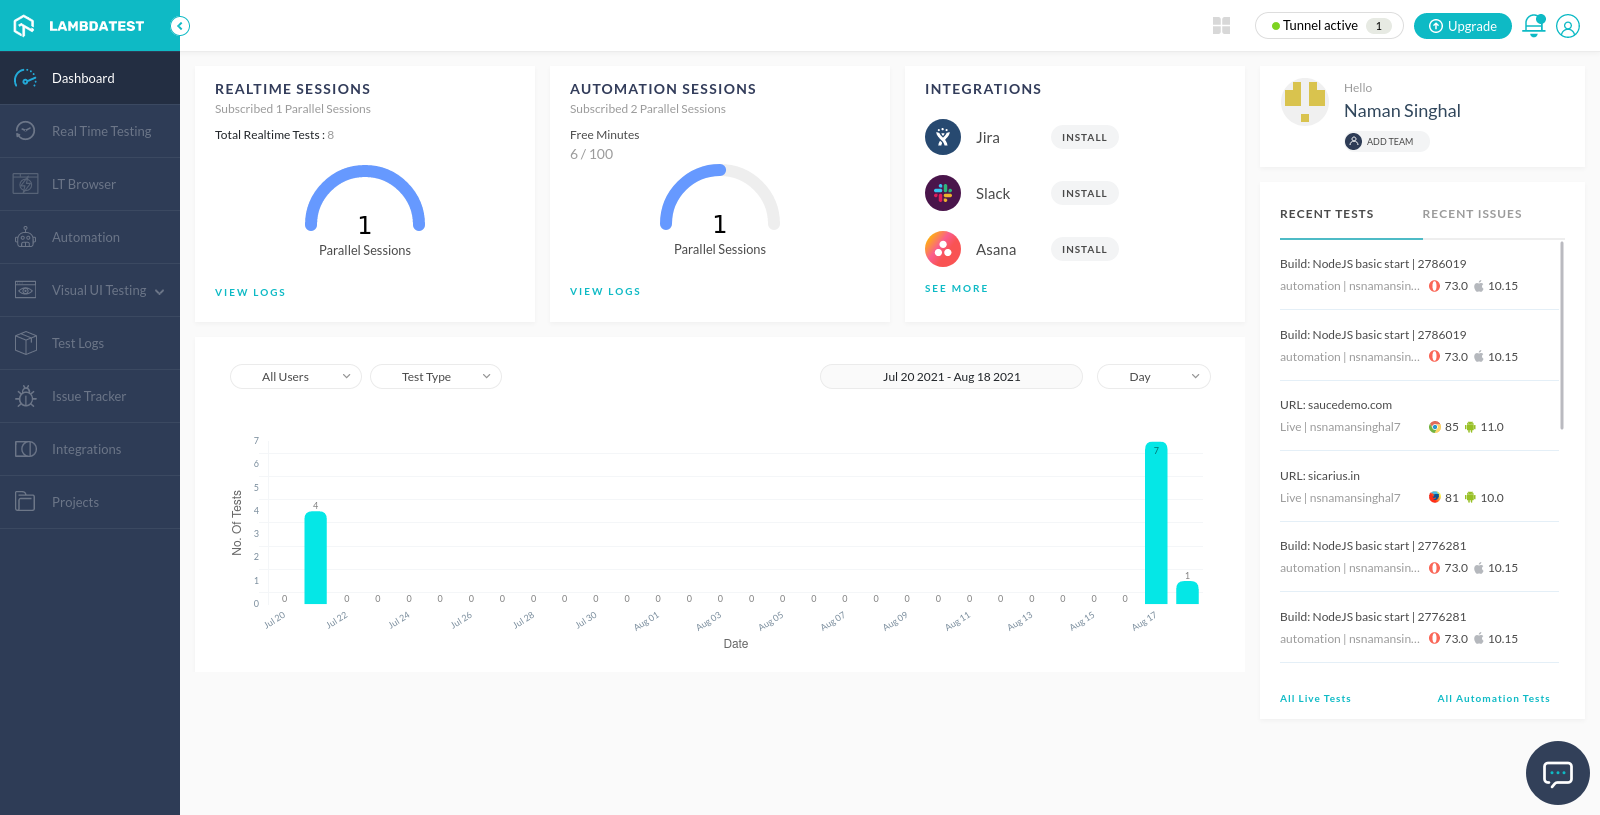 LAMBDATEST
Tunnel active 1
Upgrade
Dashboard
Real Time Testing
LT Browser
Automation
Visual UI Testing
Test Logs
Issue Tracker
Integrations
Projects
REALTIME SESSIONS
Subscribed 1 Parallel Sessions
Total Realtime Tests : 8
1
Parallel Sessions
VIEW LOGS
AUTOMATION SESSIONS
Subscribed 2 Parallel Sessions
Free Minutes
6 / 100
1
Parallel Sessions
VIEW LOGS
INTEGRATIONS
Jira INSTALL
Slack INSTALL
Asana INSTALL
SEE MORE
Hello
Naman Singhal
ADD TEAM
All Users Test Type Jul 20 2021 - Aug 18 2021 Day
No. Of Tests
7
6
5
4
3
2
1
0
0 4 0 0 0 0 0 0 0 0 0 0 0 0 0 0 0 0 0 0 0 0 0 0 0 0 0 0 7 1
Jul 20 Jul 22 Jul 24 Jul 26 Jul 28 Jul 30 Aug 01 Aug 03 Aug 05 Aug 07 Aug 09 Aug 11 Aug 13 Aug 15 Aug 17
Date
RECENT TESTS RECENT ISSUES
Build: NodeJS basic start | 2786019
automation | nsnamansin... 73.0 10.15
Build: NodeJS basic start | 2786019
automation | nsnamansin... 73.0 10.15
URL: saucedemo.com
Live | nsnamansinghal7 85 11.0
URL: sicarius.in
Live | nsnamansinghal7 81 10.0
Build: NodeJS basic start | 2776281
automation | nsnamansin... 73.0 10.15
Build: NodeJS basic start | 2776281
automation | nsnamansin... 73.0 10.15
All Live Tests All Automation Tests